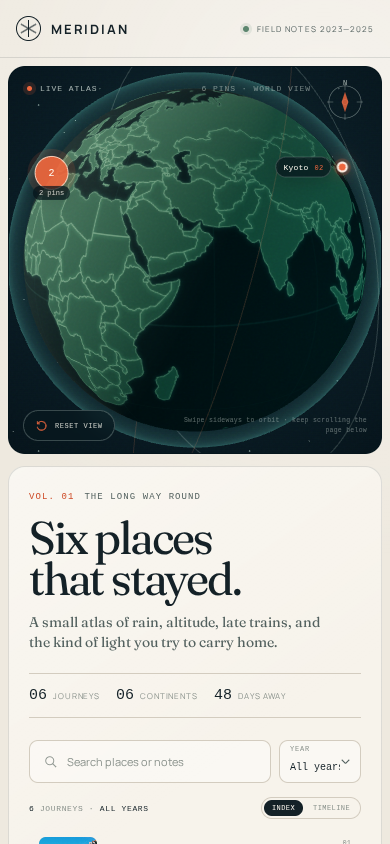 MERIDIAN
FIELD NOTES 2023—2025
LIVE ATLAS
6 PINS · WORLD VIEW
N
2
2 pins
Kyoto 02
RESET VIEW
Swipe sideways to orbit · keep scrolling the
page below
VOL. 01 THE LONG WAY ROUND
Six places
that stayed.
A small atlas of rain, altitude, late trains, and
the kind of light you try to carry home.
06 JOURNEYS 06 CONTINENTS 48 DAYS AWAY
Search places or notes
YEAR
All years
6 JOURNEYS · ALL YEARS
INDEX
TIMELINE
01